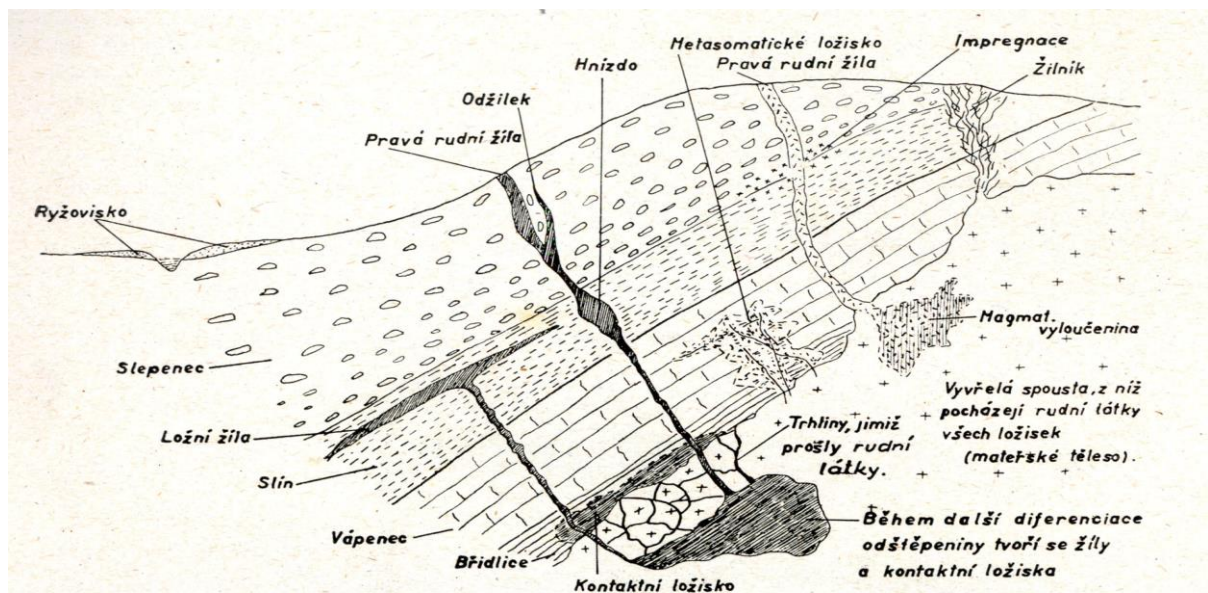 Metasomatické ložisko
Pravá rudní žíla
Impregnace
Žilník
Hnízdo
Odžilek
Pravá rudní žíla
Ryžovisko
Magmat.
vyloučenina
Slepenec
Vyvřelá spousta, z níž
pocházejí rudní látky
všech ložisek
(mateřské těleso).
Trhliny, jimiž
prošly rudní
látky.
Ložní žíla
Slín
Vápenec
Břidlice
Kontaktní ložisko
Během další diferenciace
odštěpeniny tvoří se žíly
a kontaktní ložiska